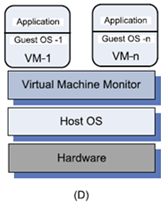 Application
Application
Guest OS -1
Guest OS -n
VM-1
VM-n
Virtual Machine Monitor
Host OS
Hardware
(D)